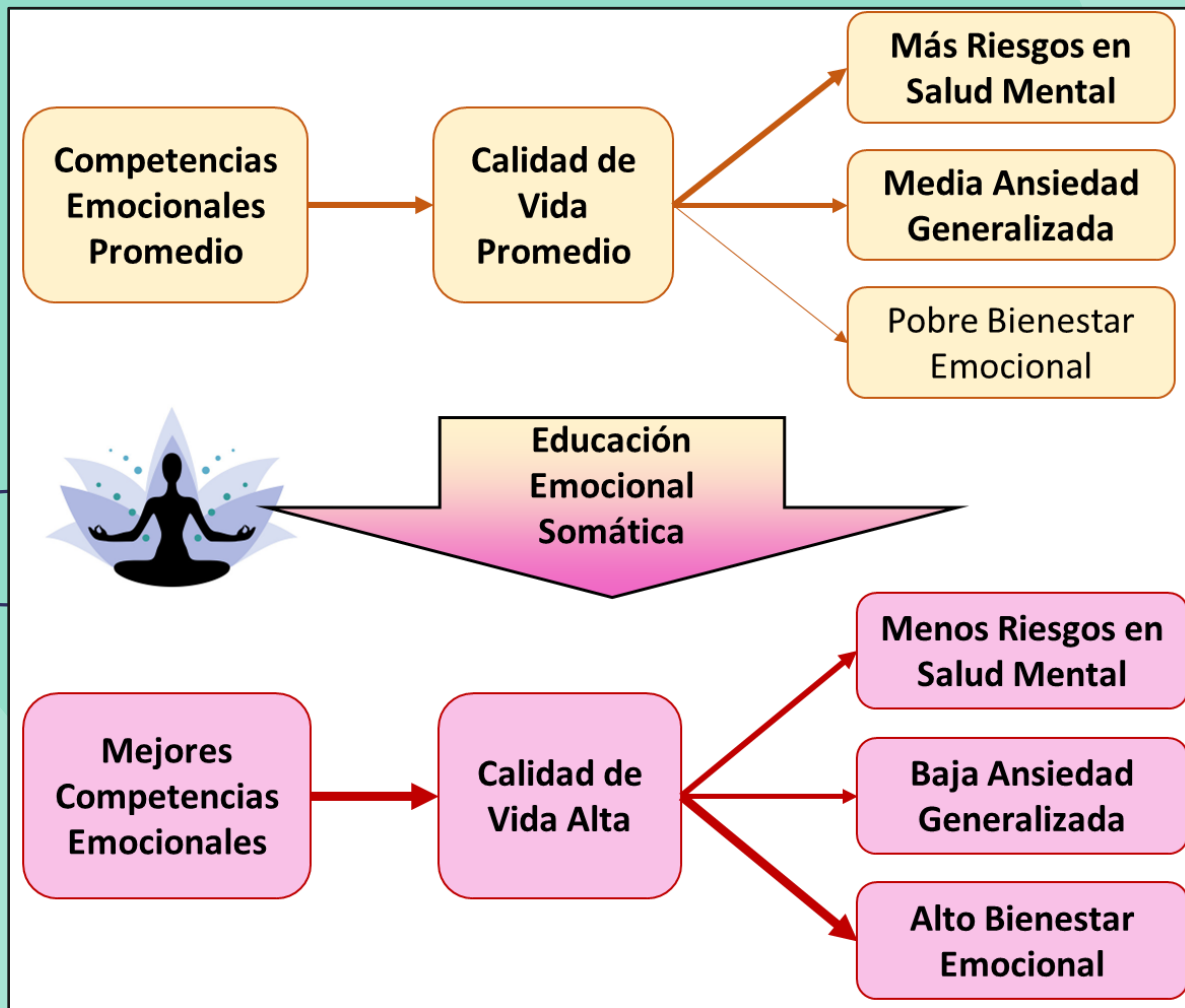 Competencias
Emocionales
Promedio
Calidad de
Vida
Promedio
Más Riesgos en
Salud Mental
Media Ansiedad
Generalizada
Pobre Bienestar
Emocional
Educación
Emocional
Somática
Mejores
Competencias
Emocionales
Calidad de
Vida Alta
Menos Riesgos en
Salud Mental
Baja Ansiedad
Generalizada
Alto Bienestar
Emocional